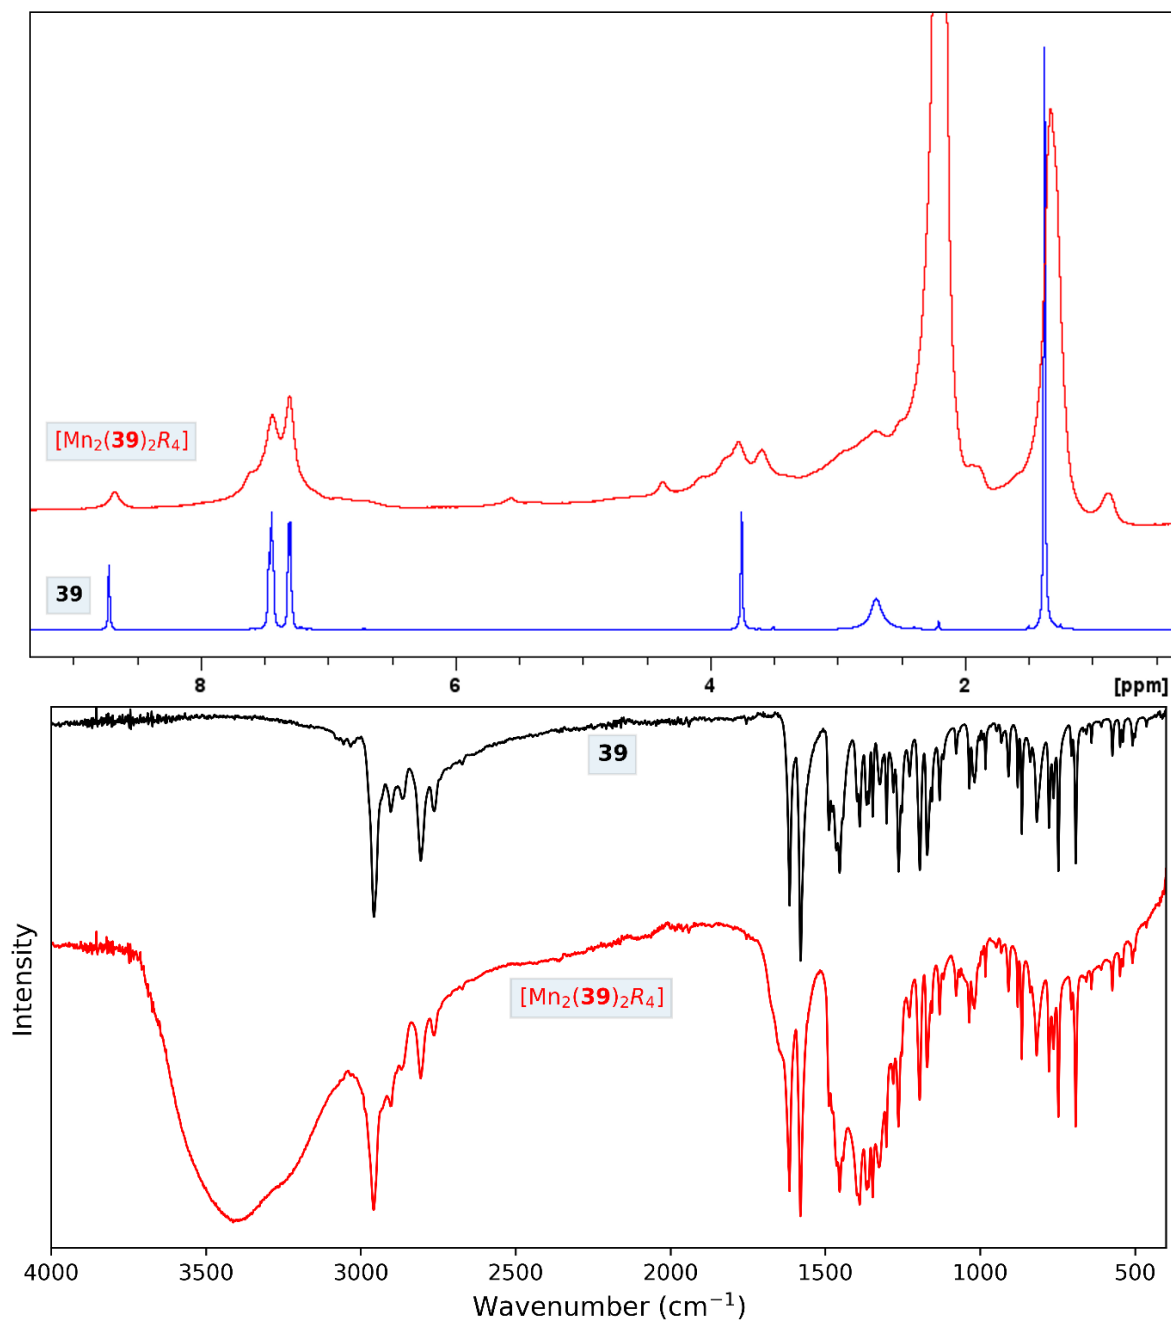 [Mn₂(39)₂R₄]
39
8 6 4 2 [ppm]
39
[Mn₂(39)₂R₄]
Intensity
4000 3500 3000 2500 2000 1500 1000 500
Wavenumber (cm⁻¹)